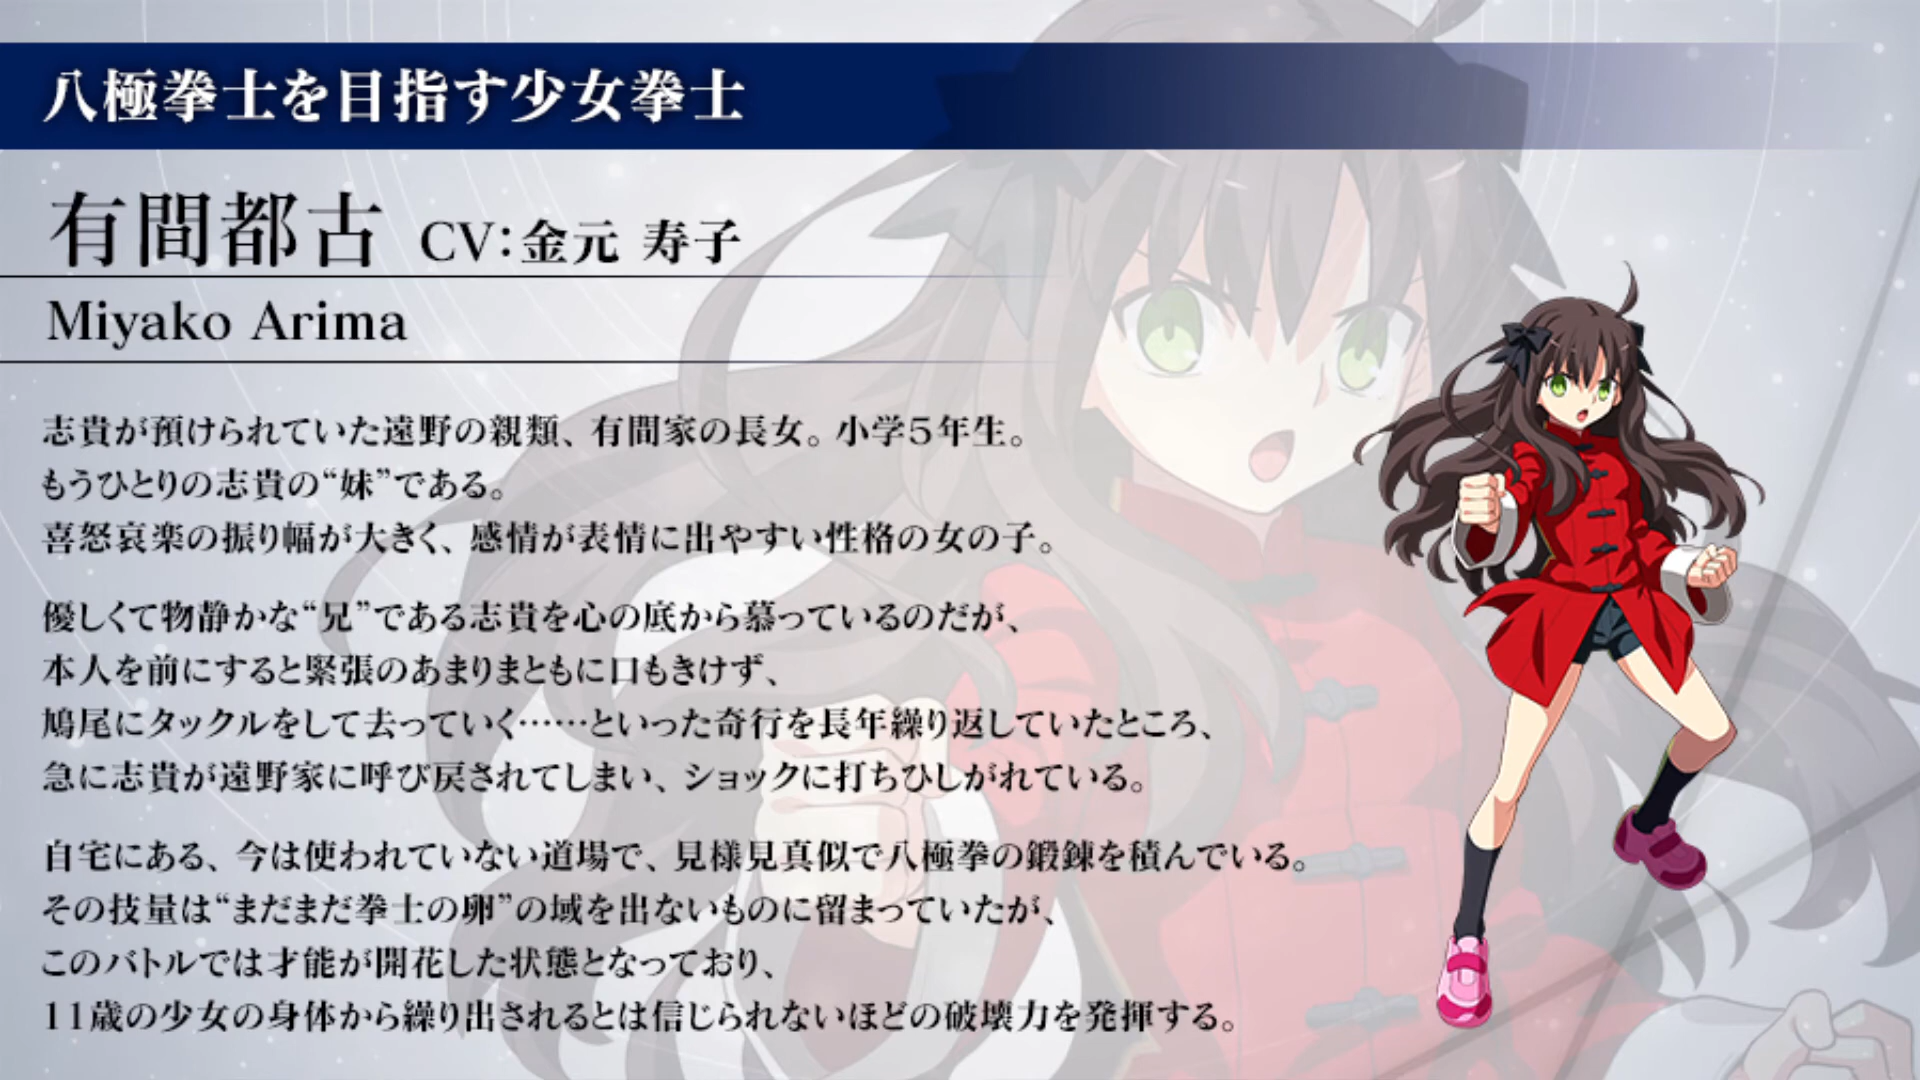 八極拳士を目指す少女拳士
有間都古 CV：金元 寿子
Miyako Arima
志貴が預けられていた遠野の親類、有間家の長女。小学５年生。
もうひとりの志貴の“妹”である。
喜怒哀楽の振り幅が大きく、感情が表情に出やすい性格の女の子。
優しくて物静かな“兄”である志貴を心の底から慕っているのだが、
本人を前にすると緊張のあまりまともに口もきけず、
鳩尾にタックルをして去っていく……といった奇行を長年繰り返していたところ、
急に志貴が遠野家に呼び戻されてしまい、ショックに打ちひしがれている。
自宅にある、今は使われていない道場で、見様見真似で八極拳の鍛錬を積んでいる。
その技量は“まだまだ拳士の卵”の域を出ないものに留まっていたが、
このバトルでは才能が開花した状態となっており、
11歳の少女の身体から繰り出されるとは信じられないほどの破壊力を発揮する。